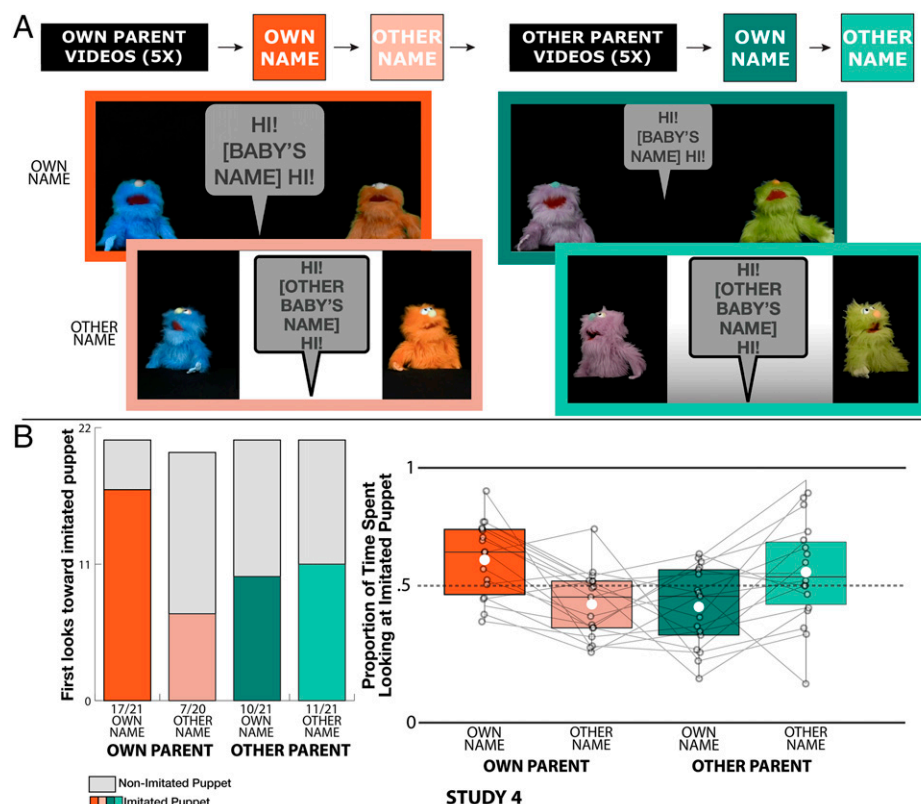 A
OWN PARENT
VIDEOS (5X)
OWN
NAME
OTHER
NAME
OTHER PARENT
VIDEOS (5X)
OWN
NAME
OTHER
NAME
OWN
NAME
HI!
[BABY'S
NAME] HI!
HI!
[BABY'S
NAME] HI!
OTHER
NAME
HI!
[OTHER
BABY'S
NAME]
HI!
HI!
[OTHER
BABY'S
NAME]
HI!
B
First looks toward imitated puppet
22
11
0
17/21
OWN
NAME
7/20
OTHER
NAME
10/21
OWN
NAME
11/21
OTHER
NAME
OWN PARENT
OTHER PARENT
Non-Imitated Puppet
Imitated Puppet
Proportion of Time Spent
Looking at Imitated Puppet
1
.5
0
OWN
NAME
OTHER
NAME
OWN
NAME
OTHER
NAME
OWN PARENT
OTHER PARENT
STUDY 4